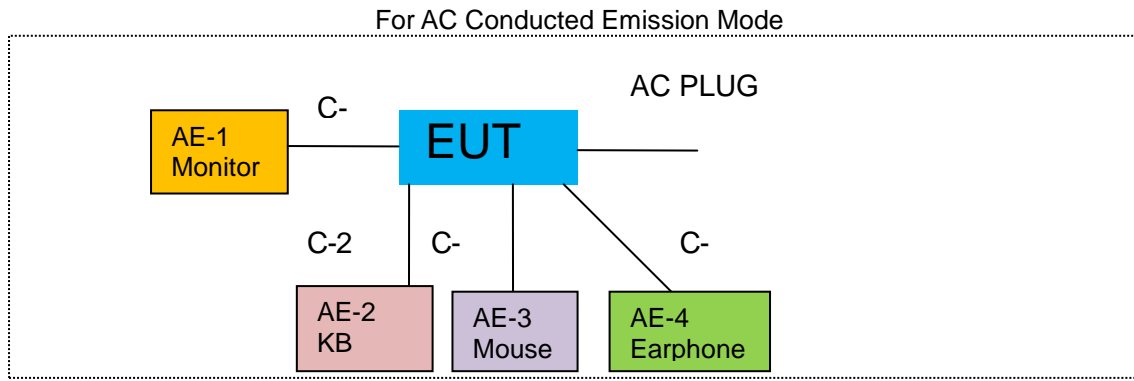 For AC Conducted Emission Mode
AC PLUG
C-
EUT
AE-1
Monitor
C-2
C-
C-
AE-2
KB
AE-3
Mouse
AE-4
Earphone